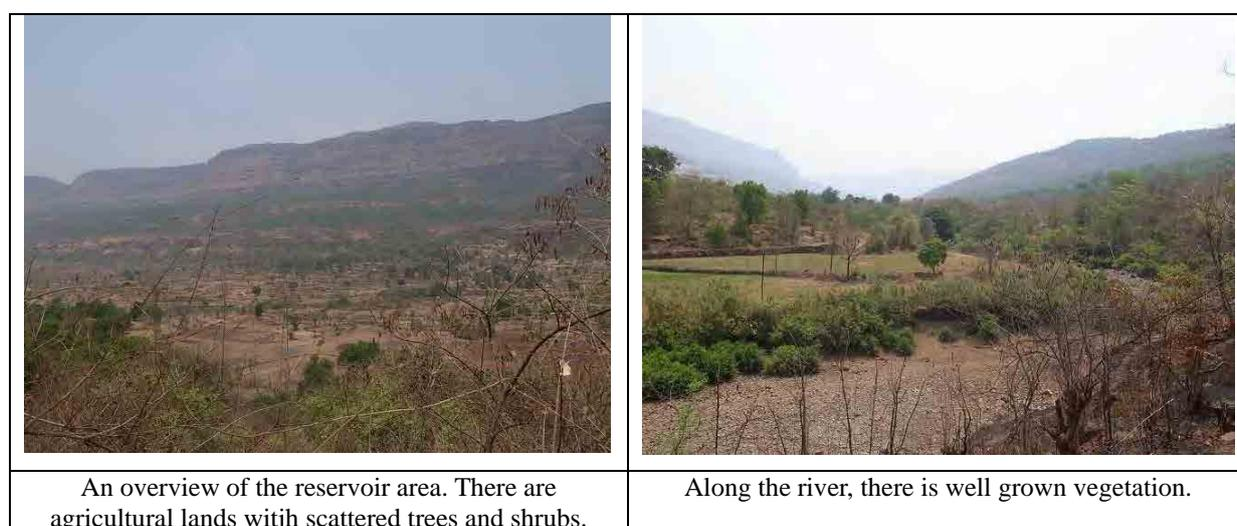 An overview of the reservoir area. There are
agricultural lands witjh scattered trees and shrubs.
Along the river, there is well grown vegetation.